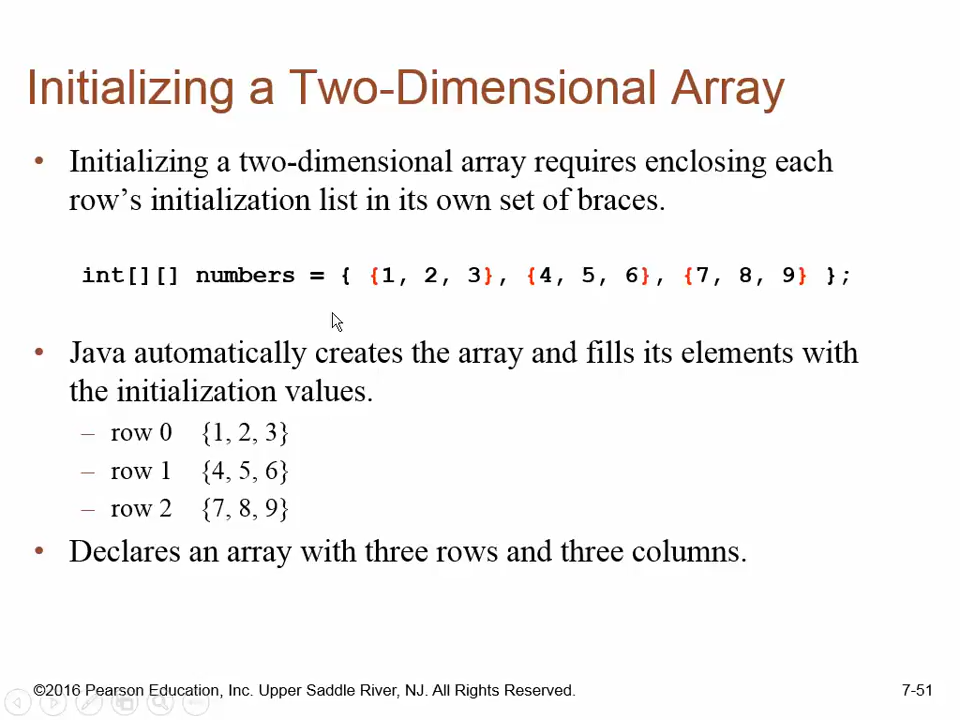 Initializing a Two-Dimensional Array
• Initializing a two-dimensional array requires enclosing each
row’s initialization list in its own set of braces.
int[][] numbers = { {1, 2, 3}, {4, 5, 6}, {7, 8, 9} };
• Java automatically creates the array and fills its elements with
the initialization values.
– row 0 {1, 2, 3}
– row 1 {4, 5, 6}
– row 2 {7, 8, 9}
• Declares an array with three rows and three columns.
©2016 Pearson Education, Inc. Upper Saddle River, NJ. All Rights Reserved.
7-51